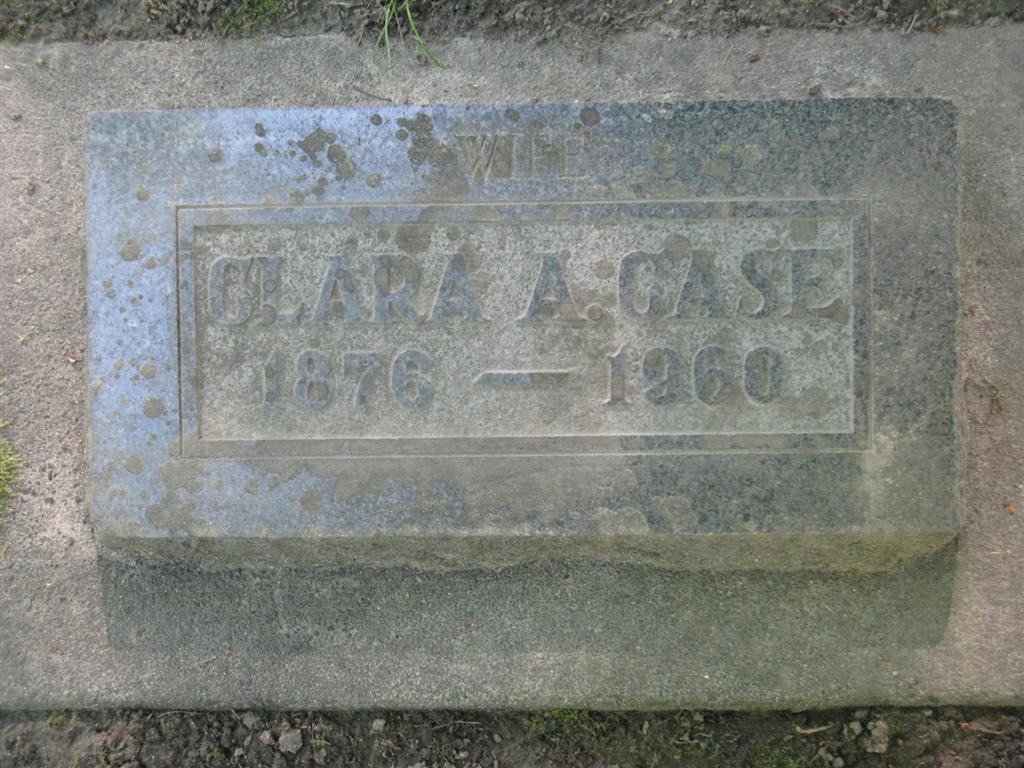 WIFE
CLARA A. CASE
1876 — 1960